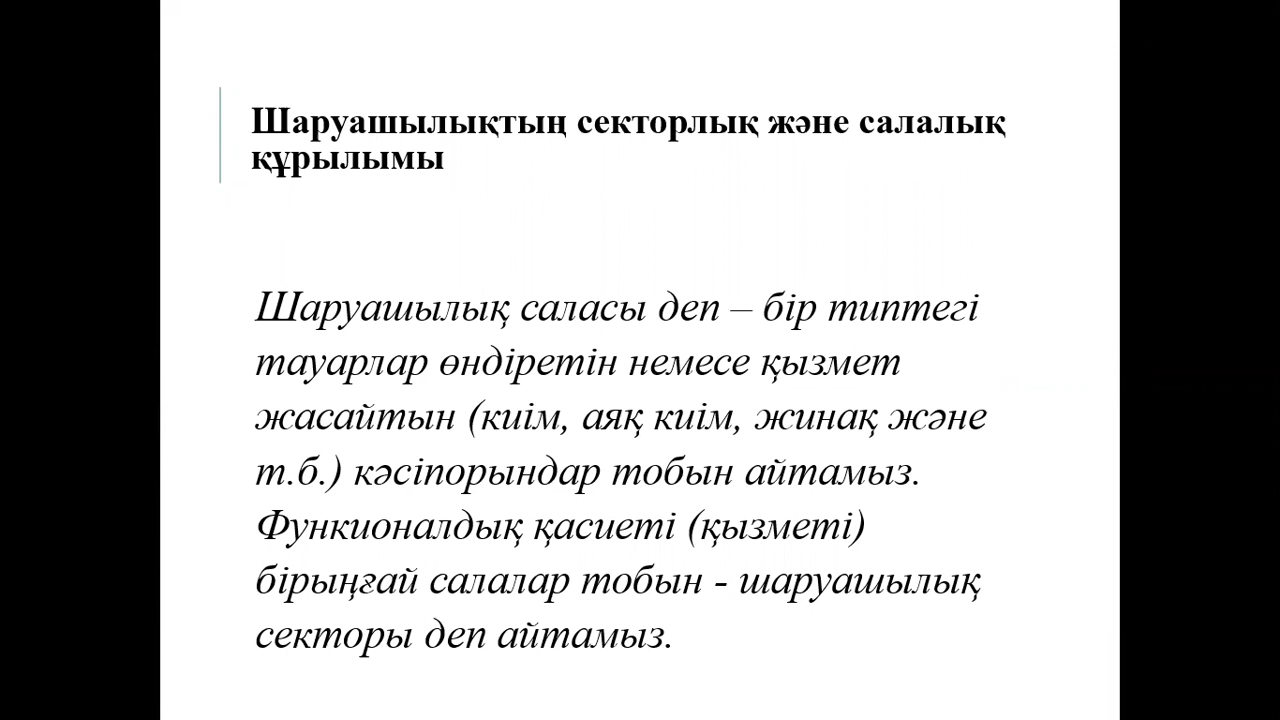 Шаруашылықтың секторлық және салалық
құрылымы
Шаруашылық саласы деп – бір типтегі
тауарлар өндіретін немесе қызмет
жасайтын (киім, аяқ киім, жинақ және
т.б.) кәсіпорындар тобын айтамыз.
Функионалдық қасиеті (қызметі)
бірыңғай салалар тобын - шаруашылық
секторы деп айтамыз.